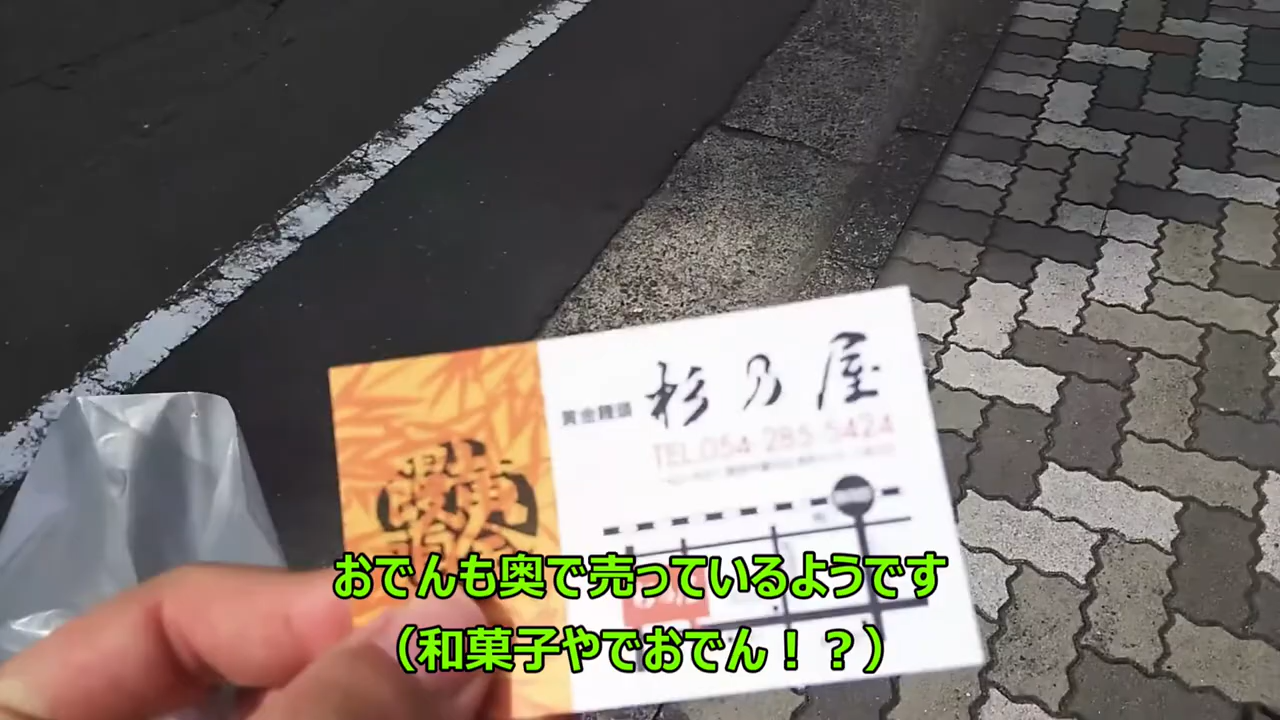 黄金饅頭 杉乃屋
TEL.054-285-5424
おでんも奥で売っているようです
（和菓子やでおでん！？）